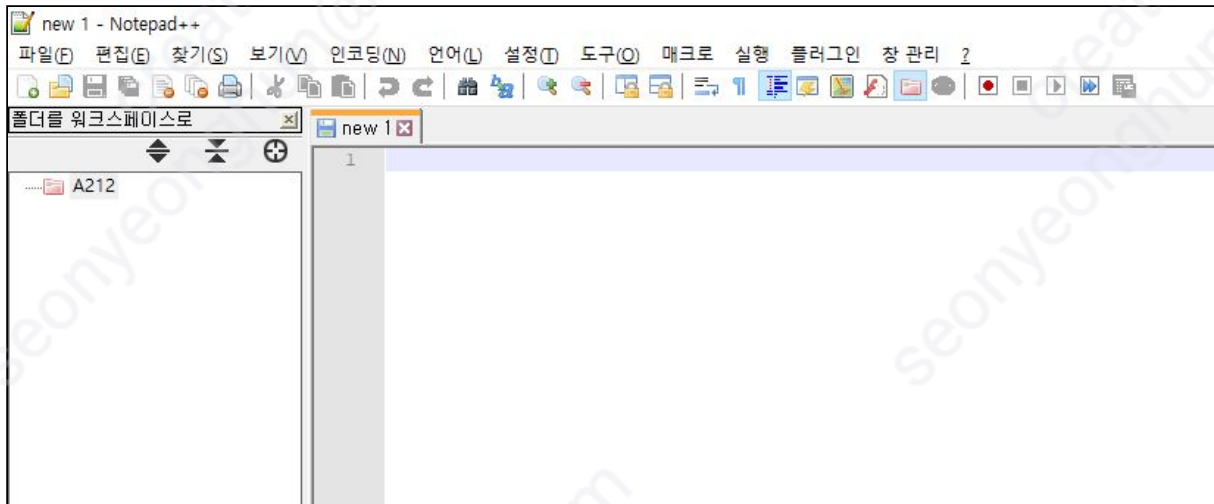 new 1 - Notepad++
파일(F) 편집(E) 찾기(S) 보기(V) 인코딩(N) 언어(L) 설정(T) 도구(O) 매크로 실행 플러그인 창 관리 ?
폴더를 워크스페이스로
new 1
1
A212